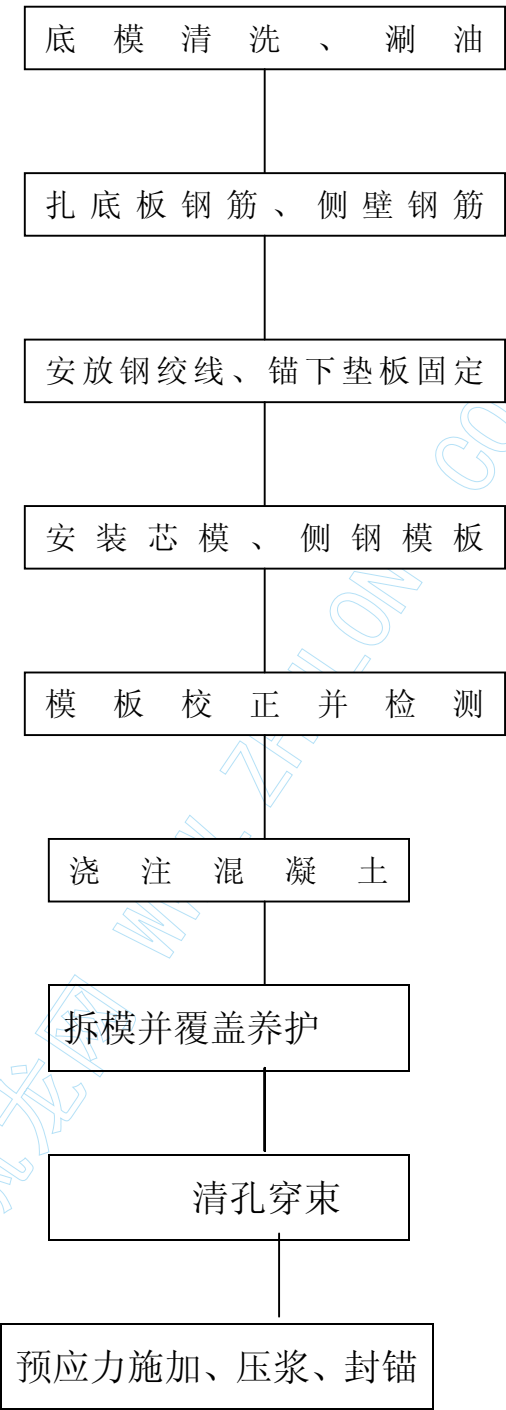 底模清洗、涮油
扎底板钢筋、侧壁钢筋
安放钢绞线、锚下垫板固定
安装芯模、侧钢模板
模板校正并检测
浇注混凝土
拆模并覆盖养护
清孔穿束
预应力施加、压浆、封锚